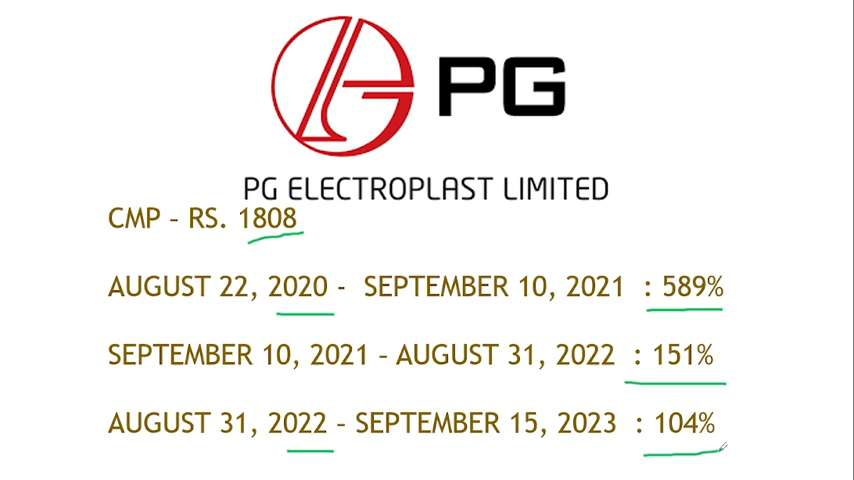 PG
PG ELECTROPLAST LIMITED
CMP – RS. 1808
AUGUST 22, 2020 - SEPTEMBER 10, 2021 : 589%
SEPTEMBER 10, 2021 – AUGUST 31, 2022 : 151%
AUGUST 31, 2022 – SEPTEMBER 15, 2023 : 104%